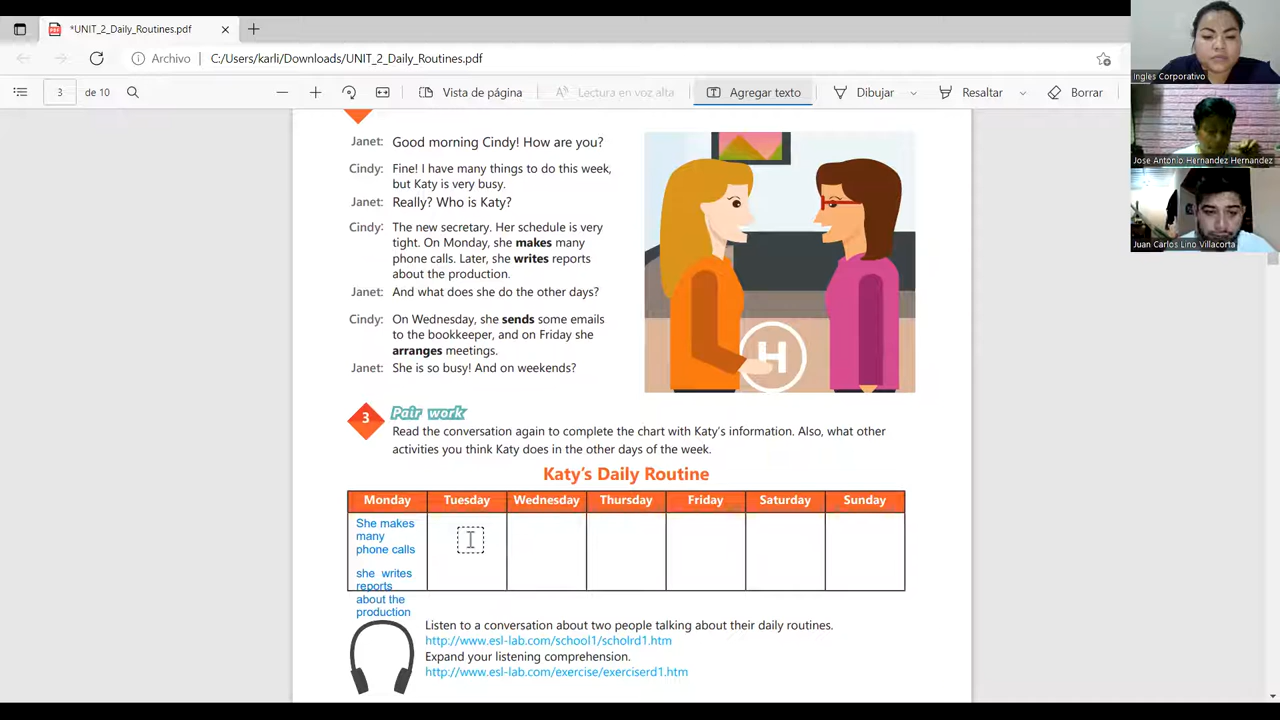 *UNIT_2_Daily_Routines.pdf
Archivo
C:/Users/karli/Downloads/UNIT_2_Daily_Routines.pdf
3
de 10
Vista de página
Lectura en voz alta
Agregar texto
Dibujar
Resaltar
Borrar
Ingles Corporativo
Jose Antonio Hernandez Hernandez
Juan Carlos Lino Villacorta
Janet: Good morning Cindy! How are you?
Cindy: Fine! I have many things to do this week,
but Katy is very busy.
Janet: Really? Who is Katy?
Cindy: The new secretary. Her schedule is very
tight. On Monday, she makes many
phone calls. Later, she writes reports
about the production.
Janet: And what does she do the other days?
Cindy: On Wednesday, she sends some emails
to the bookkeeper, and on Friday she
arranges meetings.
Janet: She is so busy! And on weekends?
H
3
Pair work
Read the conversation again to complete the chart with Katy's information. Also, what other
activities you think Katy does in the other days of the week.
Katy's Daily Routine
Monday Tuesday Wednesday Thursday Friday Saturday Sunday
She makes
many
phone calls
she writes
reports
about the
production
Listen to a conversation about two people talking about their daily routines.
http://www.esl-lab.com/school1/scholrd1.htm
Expand your listening comprehension.
http://www.esl-lab.com/exercise/exerciserd1.htm